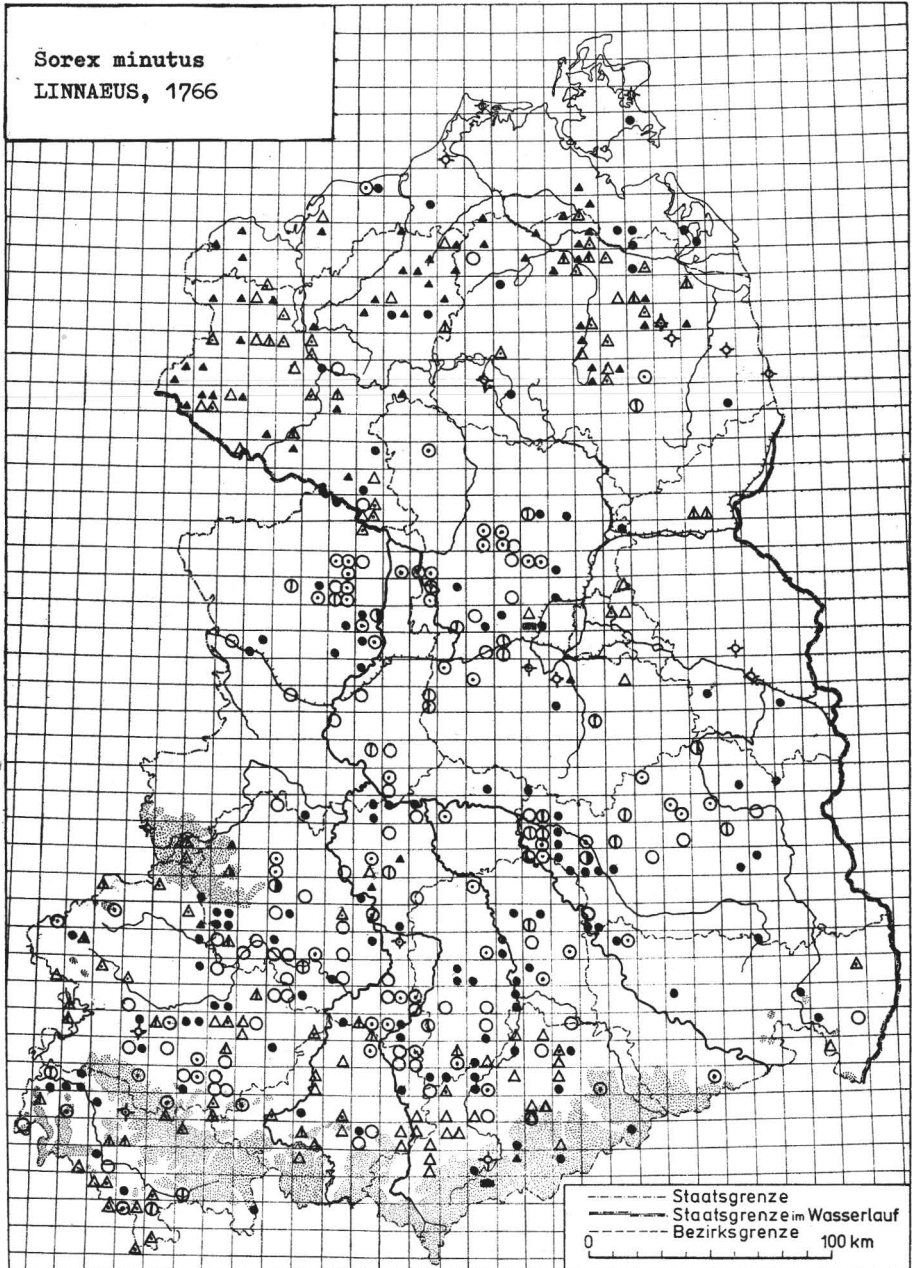 Sorex minutus
LINNAEUS, 1766
Staatsgrenze
Staatsgrenze im Wasserlauf
Bezirksgrenze
0 100 km